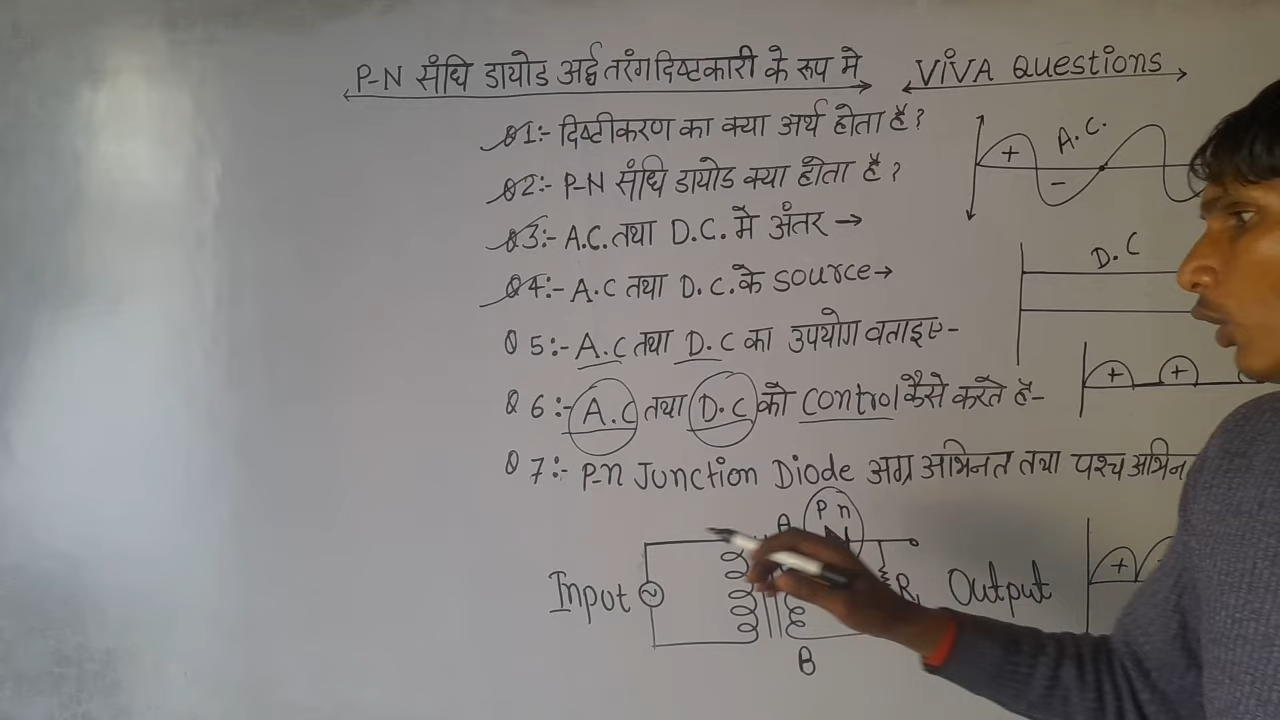 P-N संधि डायोड अर्द्ध तरंग दिष्टकारी के रूप मे
VIVA Questions
Q1:- दिष्टीकरण का क्या अर्थ होता है?
Q2:- P-N संधि डायोड क्या होता है?
Q3:- A.C. तथा D.C. मे अंतर →
Q4:- A.C तथा D.C. के source →
Q5:- A.C तथा D.C का उपयोग वताइए-
Q6:- A.C तथा D.C को control कैसे करते है-
Q7:- P-n Junction Diode अग्र अभिनत तथा पश्च अभिन
+ A.C.
-
D.C
+ +
A P n
Input R Output +
B